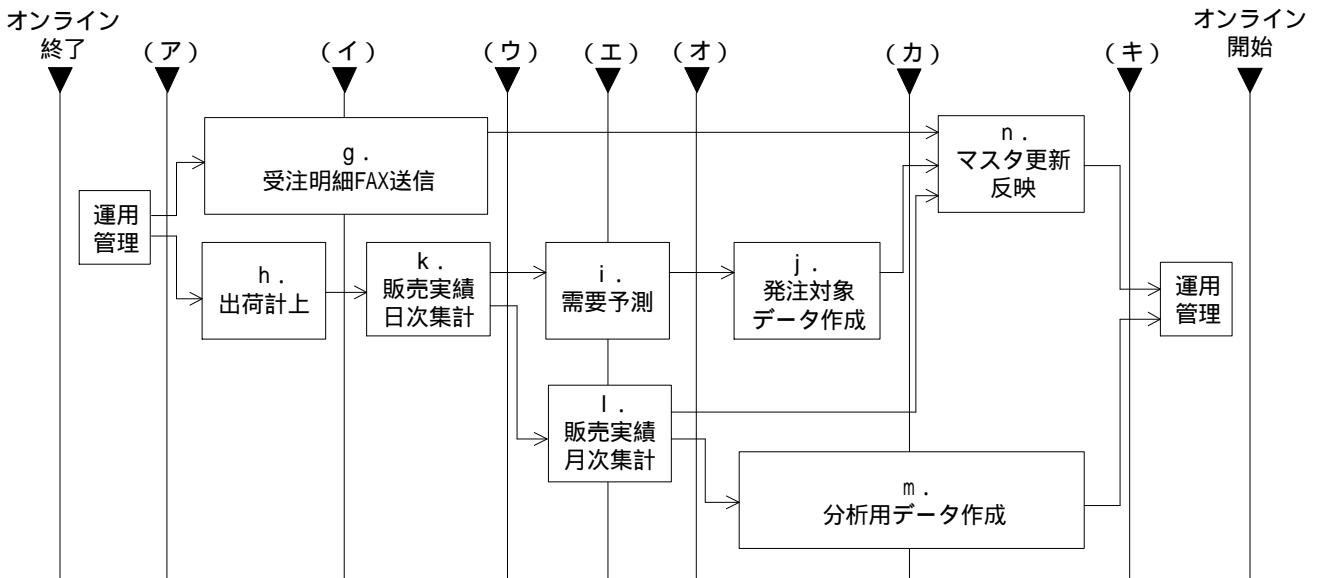 オンライン
終了
(ア)
(イ)
(ウ)
(エ)
(オ)
(カ)
(キ)
オンライン
開始
運用
管理
g.
受注明細FAX送信
h.
出荷計上
k.
販売実績
日次集計
i.
需要予測
j.
発注対象
データ作成
l.
販売実績
月次集計
m.
分析用データ作成
n.
マスタ更新
反映
運用
管理